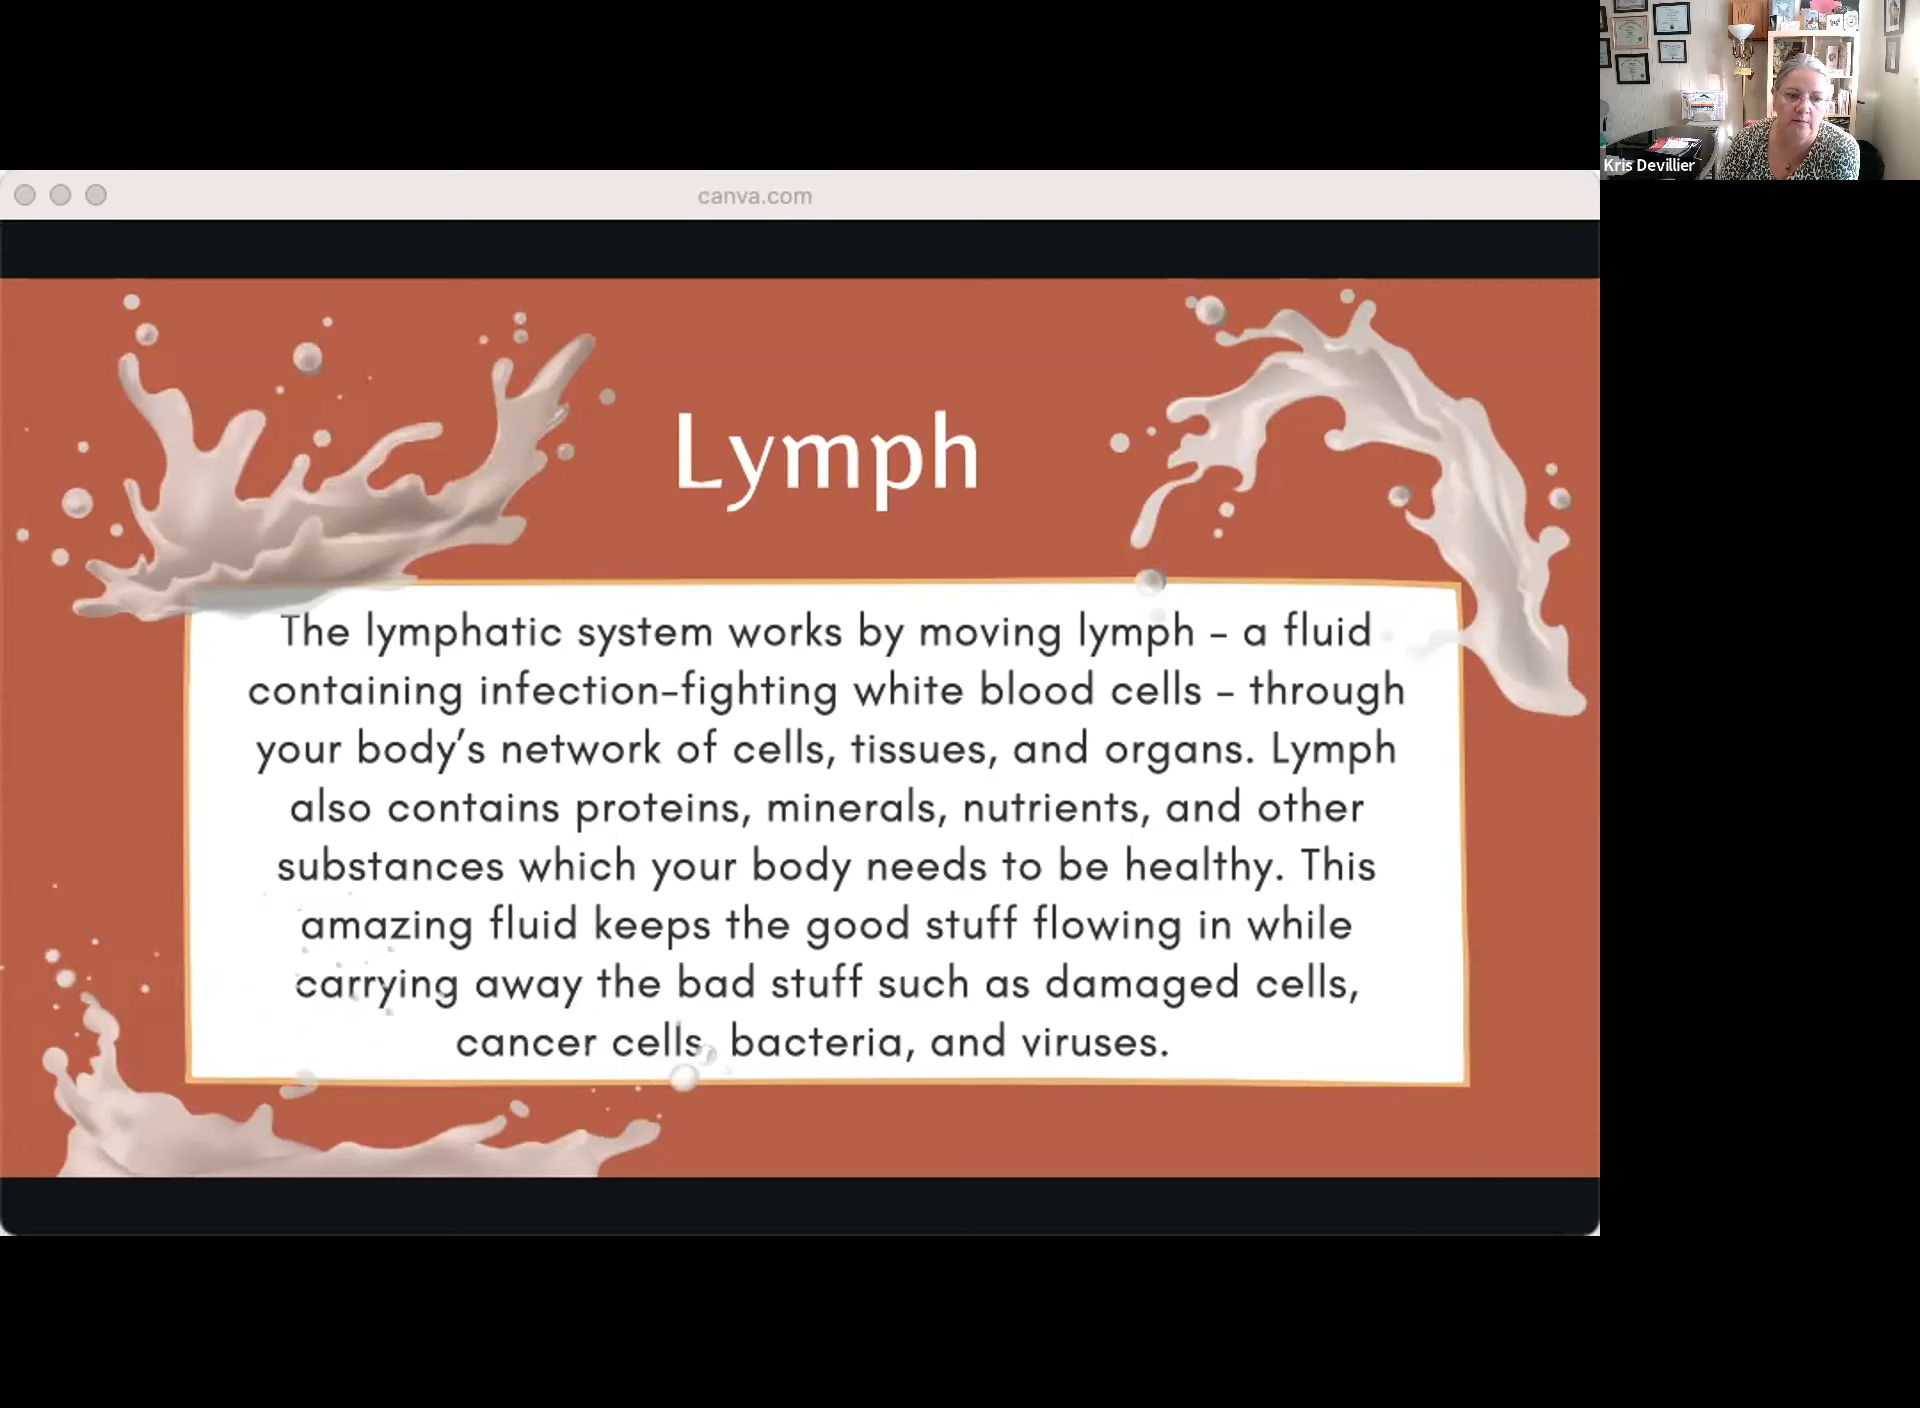 Kris Devillier
canva.com
Lymph
The lymphatic system works by moving lymph – a fluid
containing infection-fighting white blood cells – through
your body’s network of cells, tissues, and organs. Lymph
also contains proteins, minerals, nutrients, and other
substances which your body needs to be healthy. This
amazing fluid keeps the good stuff flowing in while
carrying away the bad stuff such as damaged cells,
cancer cells, bacteria, and viruses.